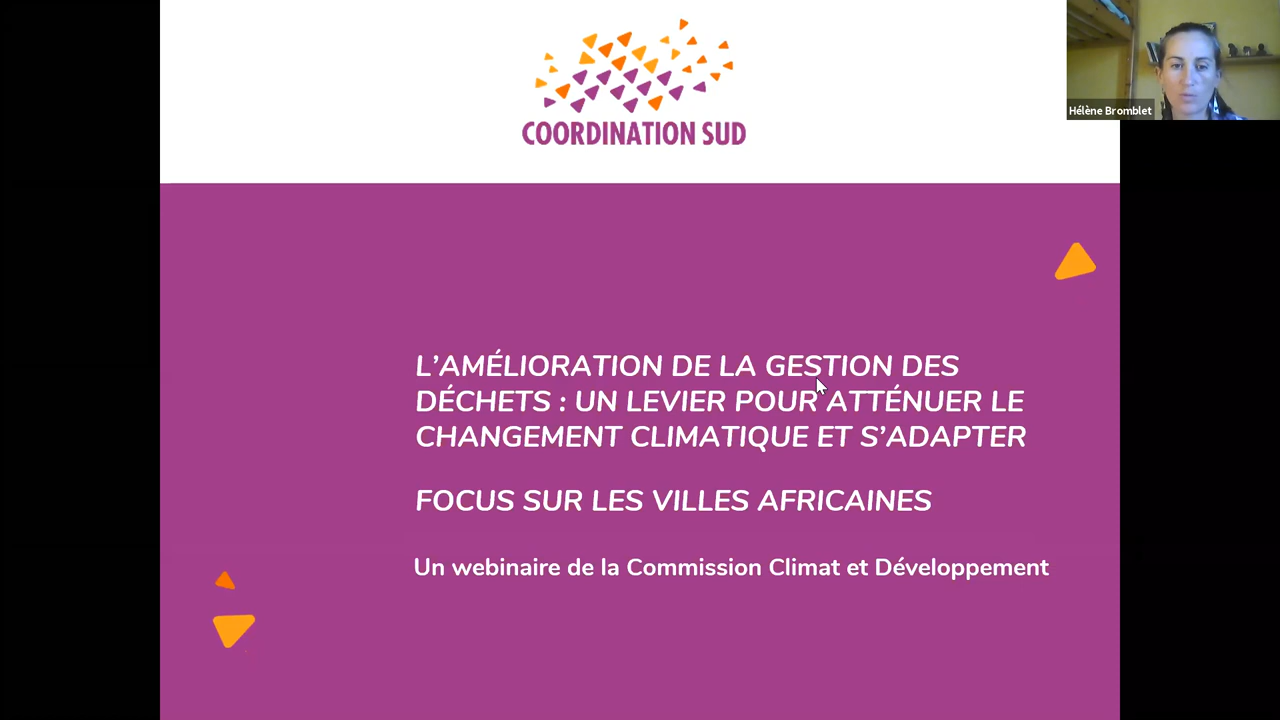 COORDINATION SUD
Hélène Bromblet
L'AMÉLIORATION DE LA GESTION DES
DÉCHETS : UN LEVIER POUR ATTÉNUER LE
CHANGEMENT CLIMATIQUE ET S'ADAPTER
FOCUS SUR LES VILLES AFRICAINES
Un webinaire de la Commission Climat et Développement